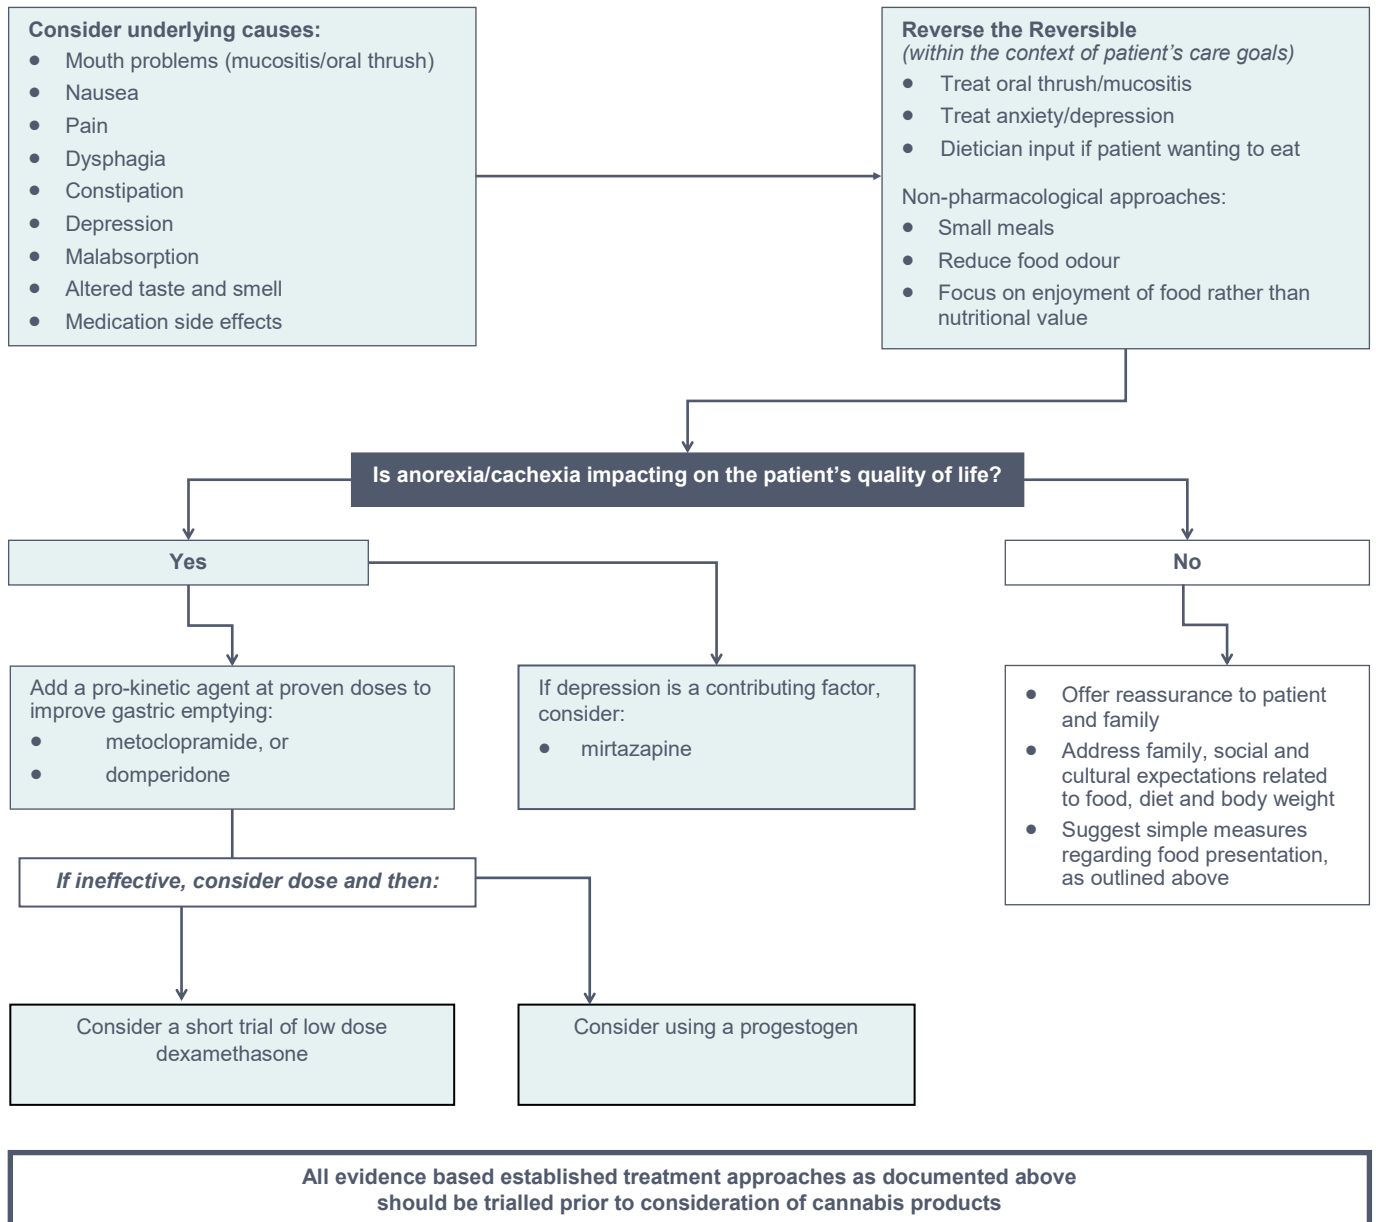 Consider underlying causes:
● Mouth problems (mucositis/oral thrush)
● Nausea
● Pain
● Dysphagia
● Constipation
● Depression
● Malabsorption
● Altered taste and smell
● Medication side effects
Reverse the Reversible
(within the context of patient’s care goals)
● Treat oral thrush/mucositis
● Treat anxiety/depression
● Dietician input if patient wanting to eat
Non-pharmacological approaches:
● Small meals
● Reduce food odour
● Focus on enjoyment of food rather than
nutritional value
Is anorexia/cachexia impacting on the patient’s quality of life?
Yes
No
Add a pro-kinetic agent at proven doses to
improve gastric emptying:
● metoclopramide, or
● domperidone
If depression is a contributing factor,
consider:
● mirtazapine
● Offer reassurance to patient
and family
● Address family, social and
cultural expectations related
to food, diet and body weight
● Suggest simple measures
regarding food presentation,
as outlined above
If ineffective, consider dose and then:
Consider a short trial of low dose
dexamethasone
Consider using a progestogen
All evidence based established treatment approaches as documented above
should be trialled prior to consideration of cannabis products